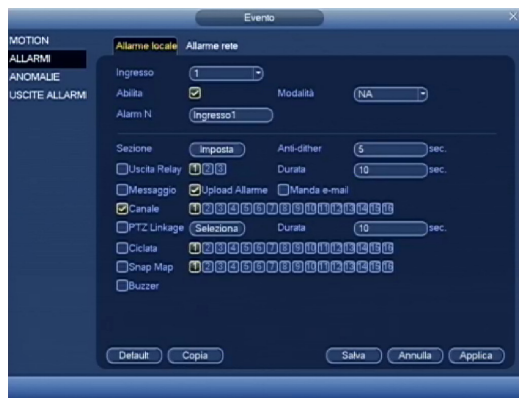 Evento
MOTION
ALLARMI
ANOMALIE
USCITE ALLARMI
Allarme locale Allarme rete
Ingresso 1
Abilita Modalità NA
Alarm N Ingresso1
Sezione Imposta Anti-dither 5 sec.
Uscita Relay 1 2 3 Durata 10 sec.
Messaggio Upload Allarme Manda e-mail
Canale 1 2 3 4 5 6 7 8 9 10 11 12 13 14 15 16
PTZ Linkage Seleziona Durata 10 sec.
Ciclata 1 2 3 4 5 6 7 8 9 10 11 12 13 14 15 16
Snap Map 1 2 3 4 5 6 7 8 9 10 11 12 13 14 15 16
Buzzer
Default Copia Salva Annulla Applica